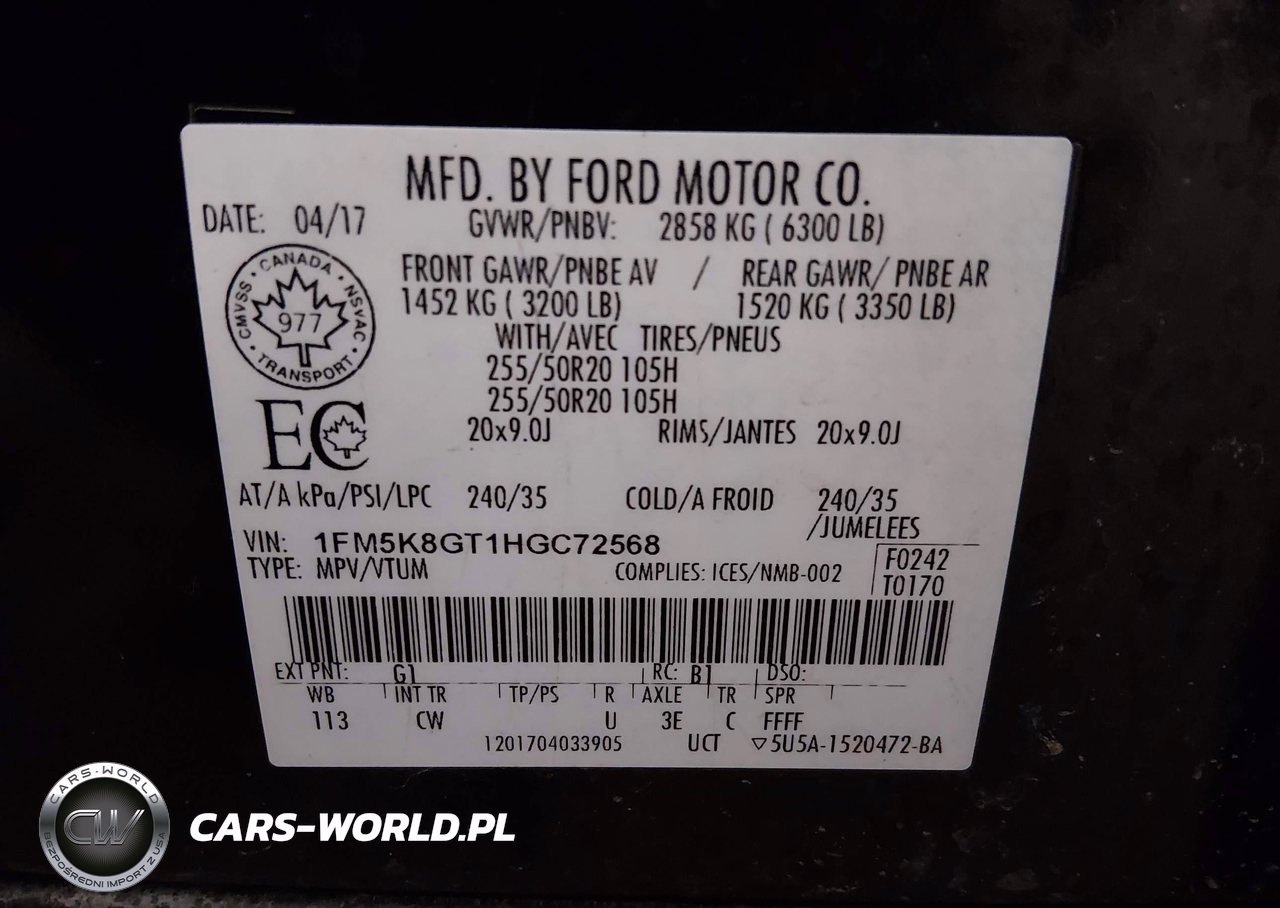 MFD. BY FORD MOTOR CO.
DATE: 04/17 GVWR/PNBV: 2858 KG ( 6300 LB)
FRONT GAWR/PNBE AV / REAR GAWR/ PNBE AR
1452 KG ( 3200 LB) 1520 KG ( 3350 LB)
CANADA
CMVSS • NSVAC
977
TRANSPORT
WITH/AVEC TIRES/PNEUS
255/50R20 105H
255/50R20 105H
EC
20x9.0J RIMS/JANTES 20x9.0J
AT/A kPa/PSI/LPC 240/35 COLD/A FROID 240/35
/JUMELEES
VIN: 1FM5K8GT1HGC72568
F0242
TYPE: MPV/VTUM COMPLIES: ICES/NMB-002
T0170
EXT PNT: G1 RC: B1 DSO:
WB INT TR TP/PS R AXLE TR SPR
113 CW U 3E C FFFF
1201704033905 UCT ▽5U5A-1520472-BA
CARS-WORLD
CW
BEZPOŚREDNI IMPORT Z USA
CARS-WORLD.PL